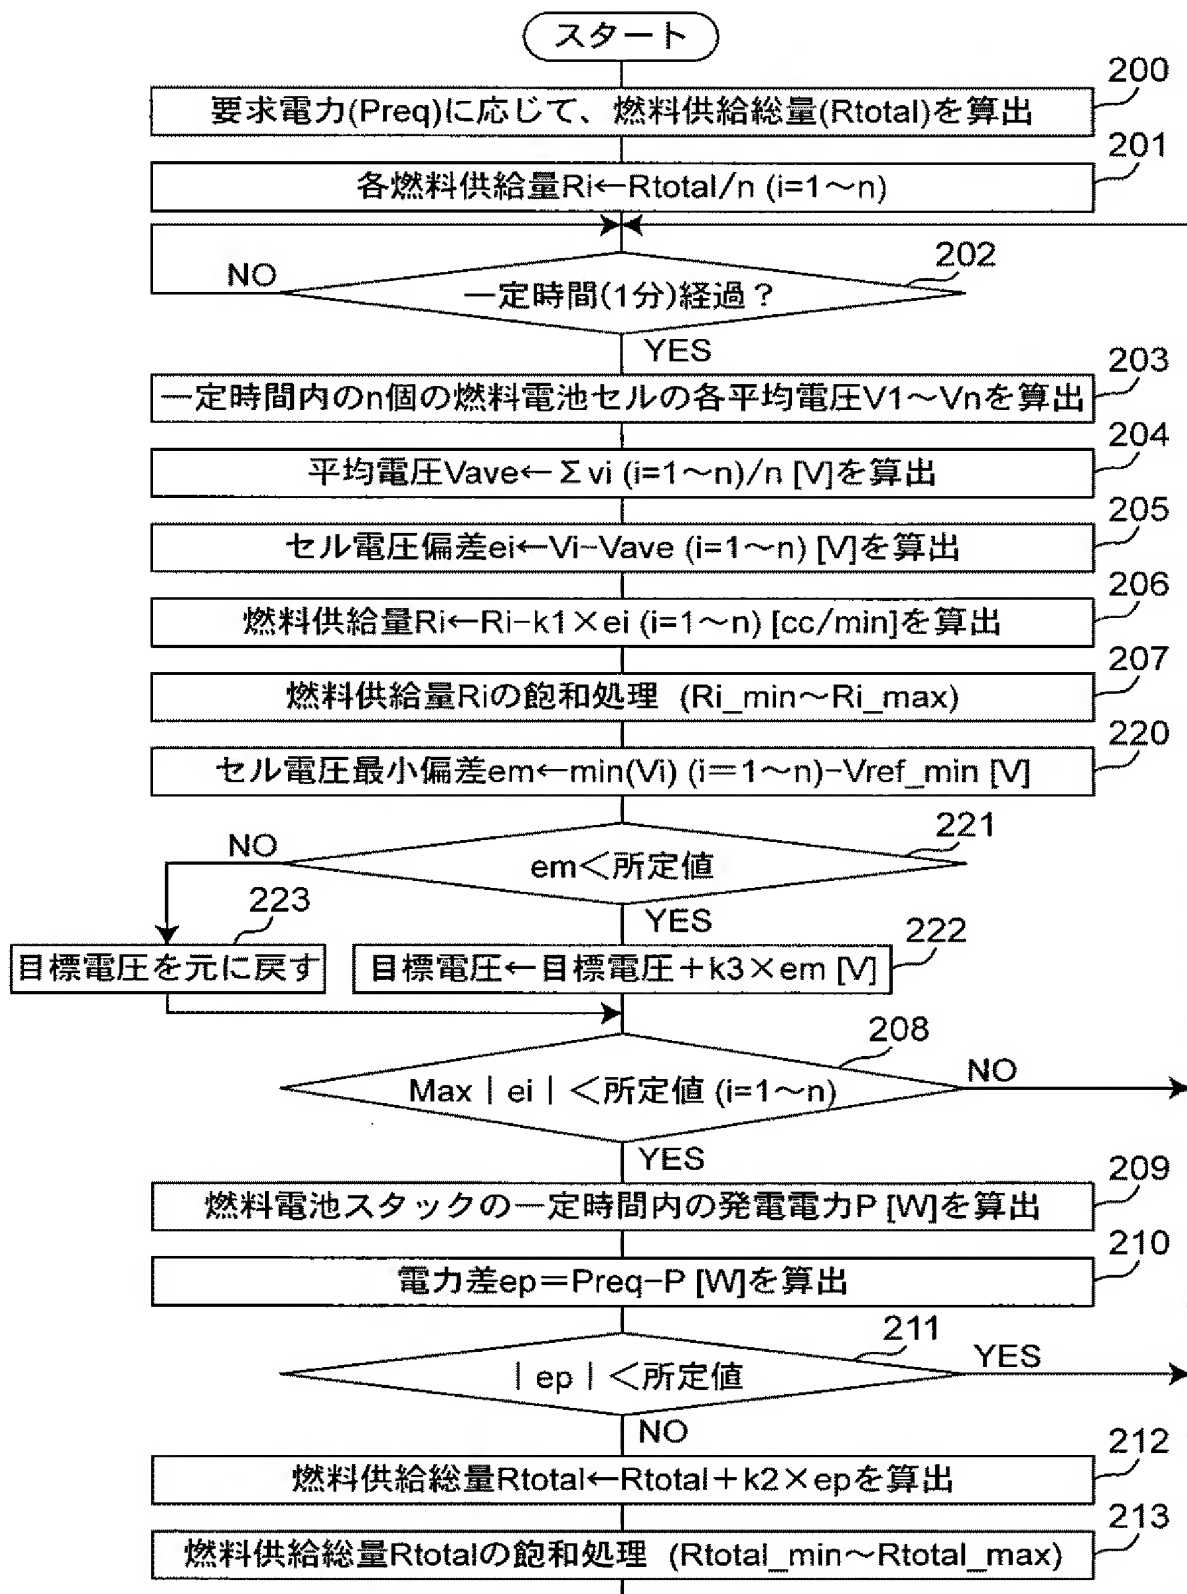 スタート
200
要求電力(Preq)に応じて、燃料供給総量(Rtotal)を算出
201
各燃料供給量Ri←Rtotal/n (i=1～n)
202
NO
一定時間(1分)経過？
YES
203
一定時間内のn個の燃料電池セルの各平均電圧V1～Vnを算出
204
平均電圧Vave←Σvi (i=1～n)/n [V]を算出
205
セル電圧偏差ei←Vi-Vave (i=1～n) [V]を算出
206
燃料供給量Ri←Ri-k1×ei (i=1～n) [cc/min]を算出
207
燃料供給量Riの飽和処理 (Ri_min～Ri_max)
220
セル電圧最小偏差em←min(Vi) (i＝1～n)-Vref_min [V]
221
NO
em＜所定値
YES
223
222
目標電圧を元に戻す
目標電圧←目標電圧＋k3×em [V]
208
Max｜ei｜＜所定値 (i=1～n)
NO
YES
209
燃料電池スタックの一定時間内の発電電力P [W]を算出
210
電力差ep＝Preq-P [W]を算出
211
｜ep｜＜所定値
YES
NO
212
燃料供給総量Rtotal←Rtotal＋k2×epを算出
213
燃料供給総量Rtotalの飽和処理 (Rtotal_min～Rtotal_max)